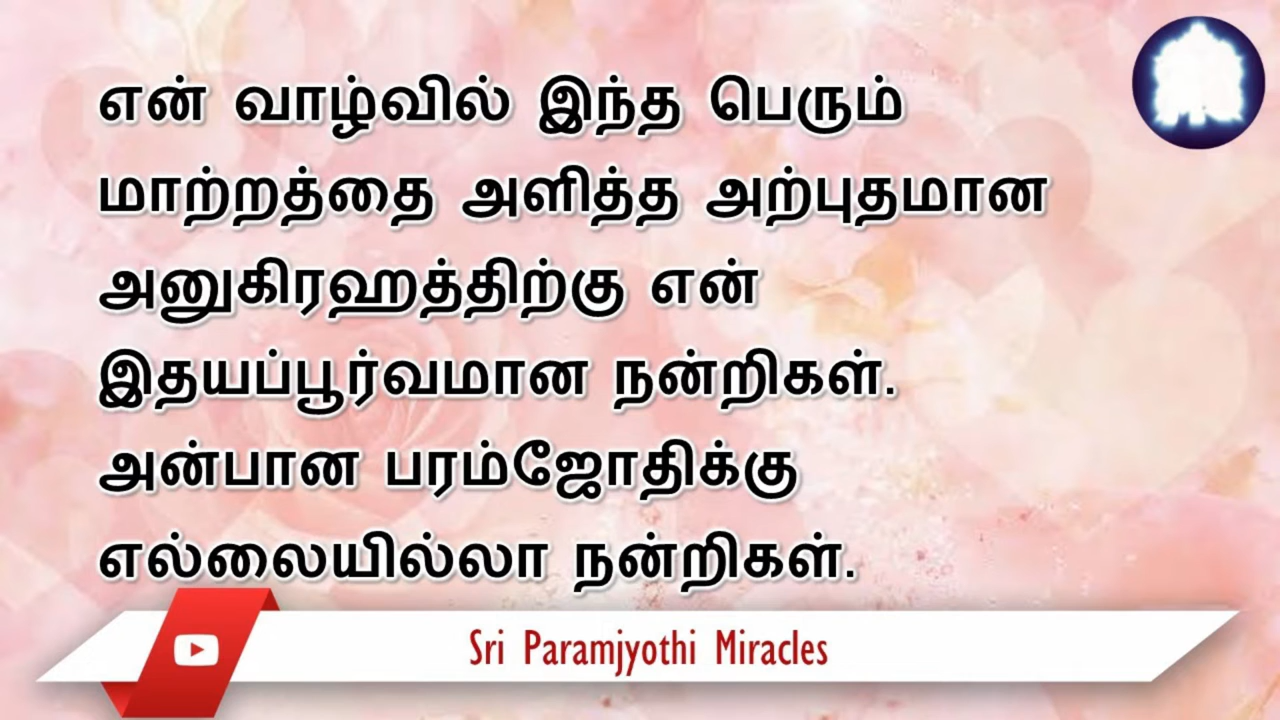 என் வாழ்வில் இந்த பெரும்
மாற்றத்தை அளித்த அற்புதமான
அனுகிரஹத்திற்கு என்
இதயப்பூர்வமான நன்றிகள்.
அன்பான பரம்ஜோதிக்கு
எல்லையில்லா நன்றிகள்.
Sri Paramjyothi Miracles